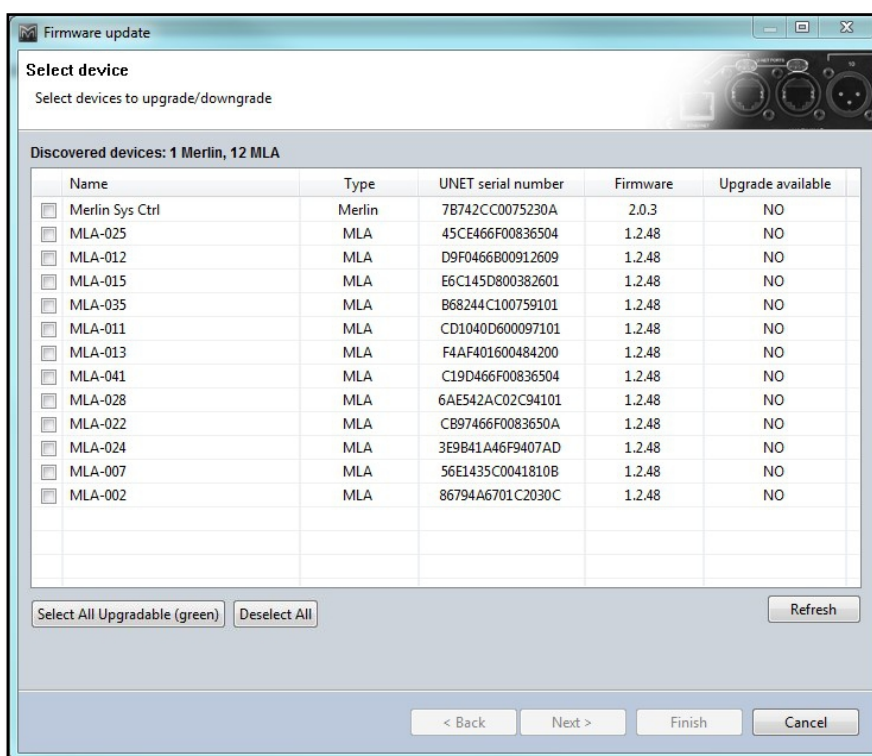 Firmware update
Select device
Select devices to upgrade/downgrade
Discovered devices: 1 Merlin, 12 MLA
Name Type UNET serial number Firmware Upgrade available
Merlin Sys Ctrl Merlin 7B742CC0075230A 2.0.3 NO
MLA-025 MLA 45CE466F00836504 1.2.48 NO
MLA-012 MLA D9F0466B00912609 1.2.48 NO
MLA-015 MLA E6C145D800382601 1.2.48 NO
MLA-035 MLA B68244C100759101 1.2.48 NO
MLA-011 MLA CD1040D600097101 1.2.48 NO
MLA-013 MLA F4AF401600484200 1.2.48 NO
MLA-041 MLA C19D466F00836504 1.2.48 NO
MLA-028 MLA 6AE542AC02C94101 1.2.48 NO
MLA-022 MLA CB97466F0083650A 1.2.48 NO
MLA-024 MLA 3E9B41A46F9407AD 1.2.48 NO
MLA-007 MLA 56E1435C0041810B 1.2.48 NO
MLA-002 MLA 86794A6701C2030C 1.2.48 NO
Select All Upgradable (green) Deselect All Refresh
< Back Next > Finish Cancel